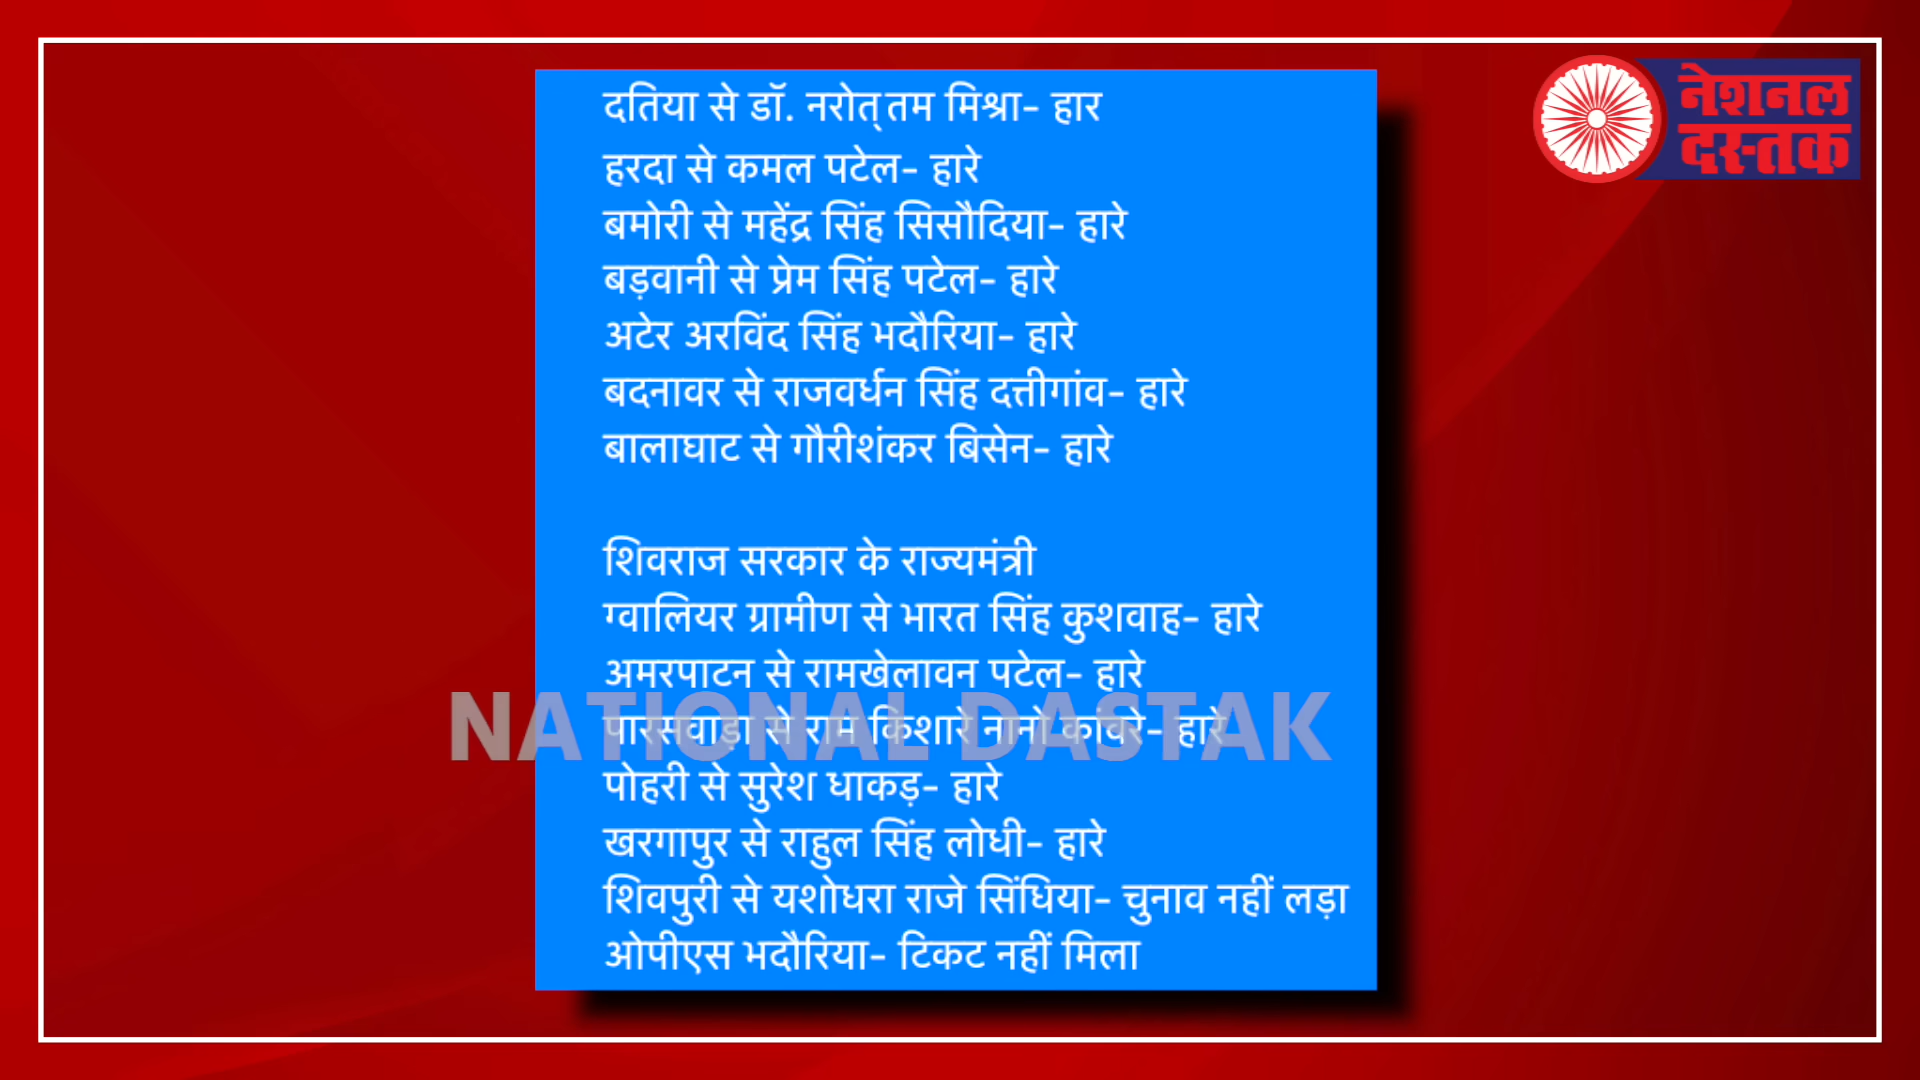 नेशनल
दस्तक
दतिया से डॉ. नरोत्‌तम मिश्रा- हार
हरदा से कमल पटेल- हारे
बमोरी से महेंद्र सिंह सिसौदिया- हारे
बड़वानी से प्रेम सिंह पटेल- हारे
अटेर अरविंद सिंह भदौरिया- हारे
बदनावर से राजवर्धन सिंह दत्तीगांव- हारे
बालाघाट से गौरीशंकर बिसेन- हारे
शिवराज सरकार के राज्यमंत्री
ग्वालियर ग्रामीण से भारत सिंह कुशवाह- हारे
अमरपाटन से रामखेलावन पटेल- हारे
पारसवाड़ा से राम किशारे नानो कांवरे- हारे
NATIONAL DASTAK
पोहरी से सुरेश धाकड़- हारे
खरगापुर से राहुल सिंह लोधी- हारे
शिवपुरी से यशोधरा राजे सिंधिया- चुनाव नहीं लड़ा
ओपीएस भदौरिया- टिकट नहीं मिला